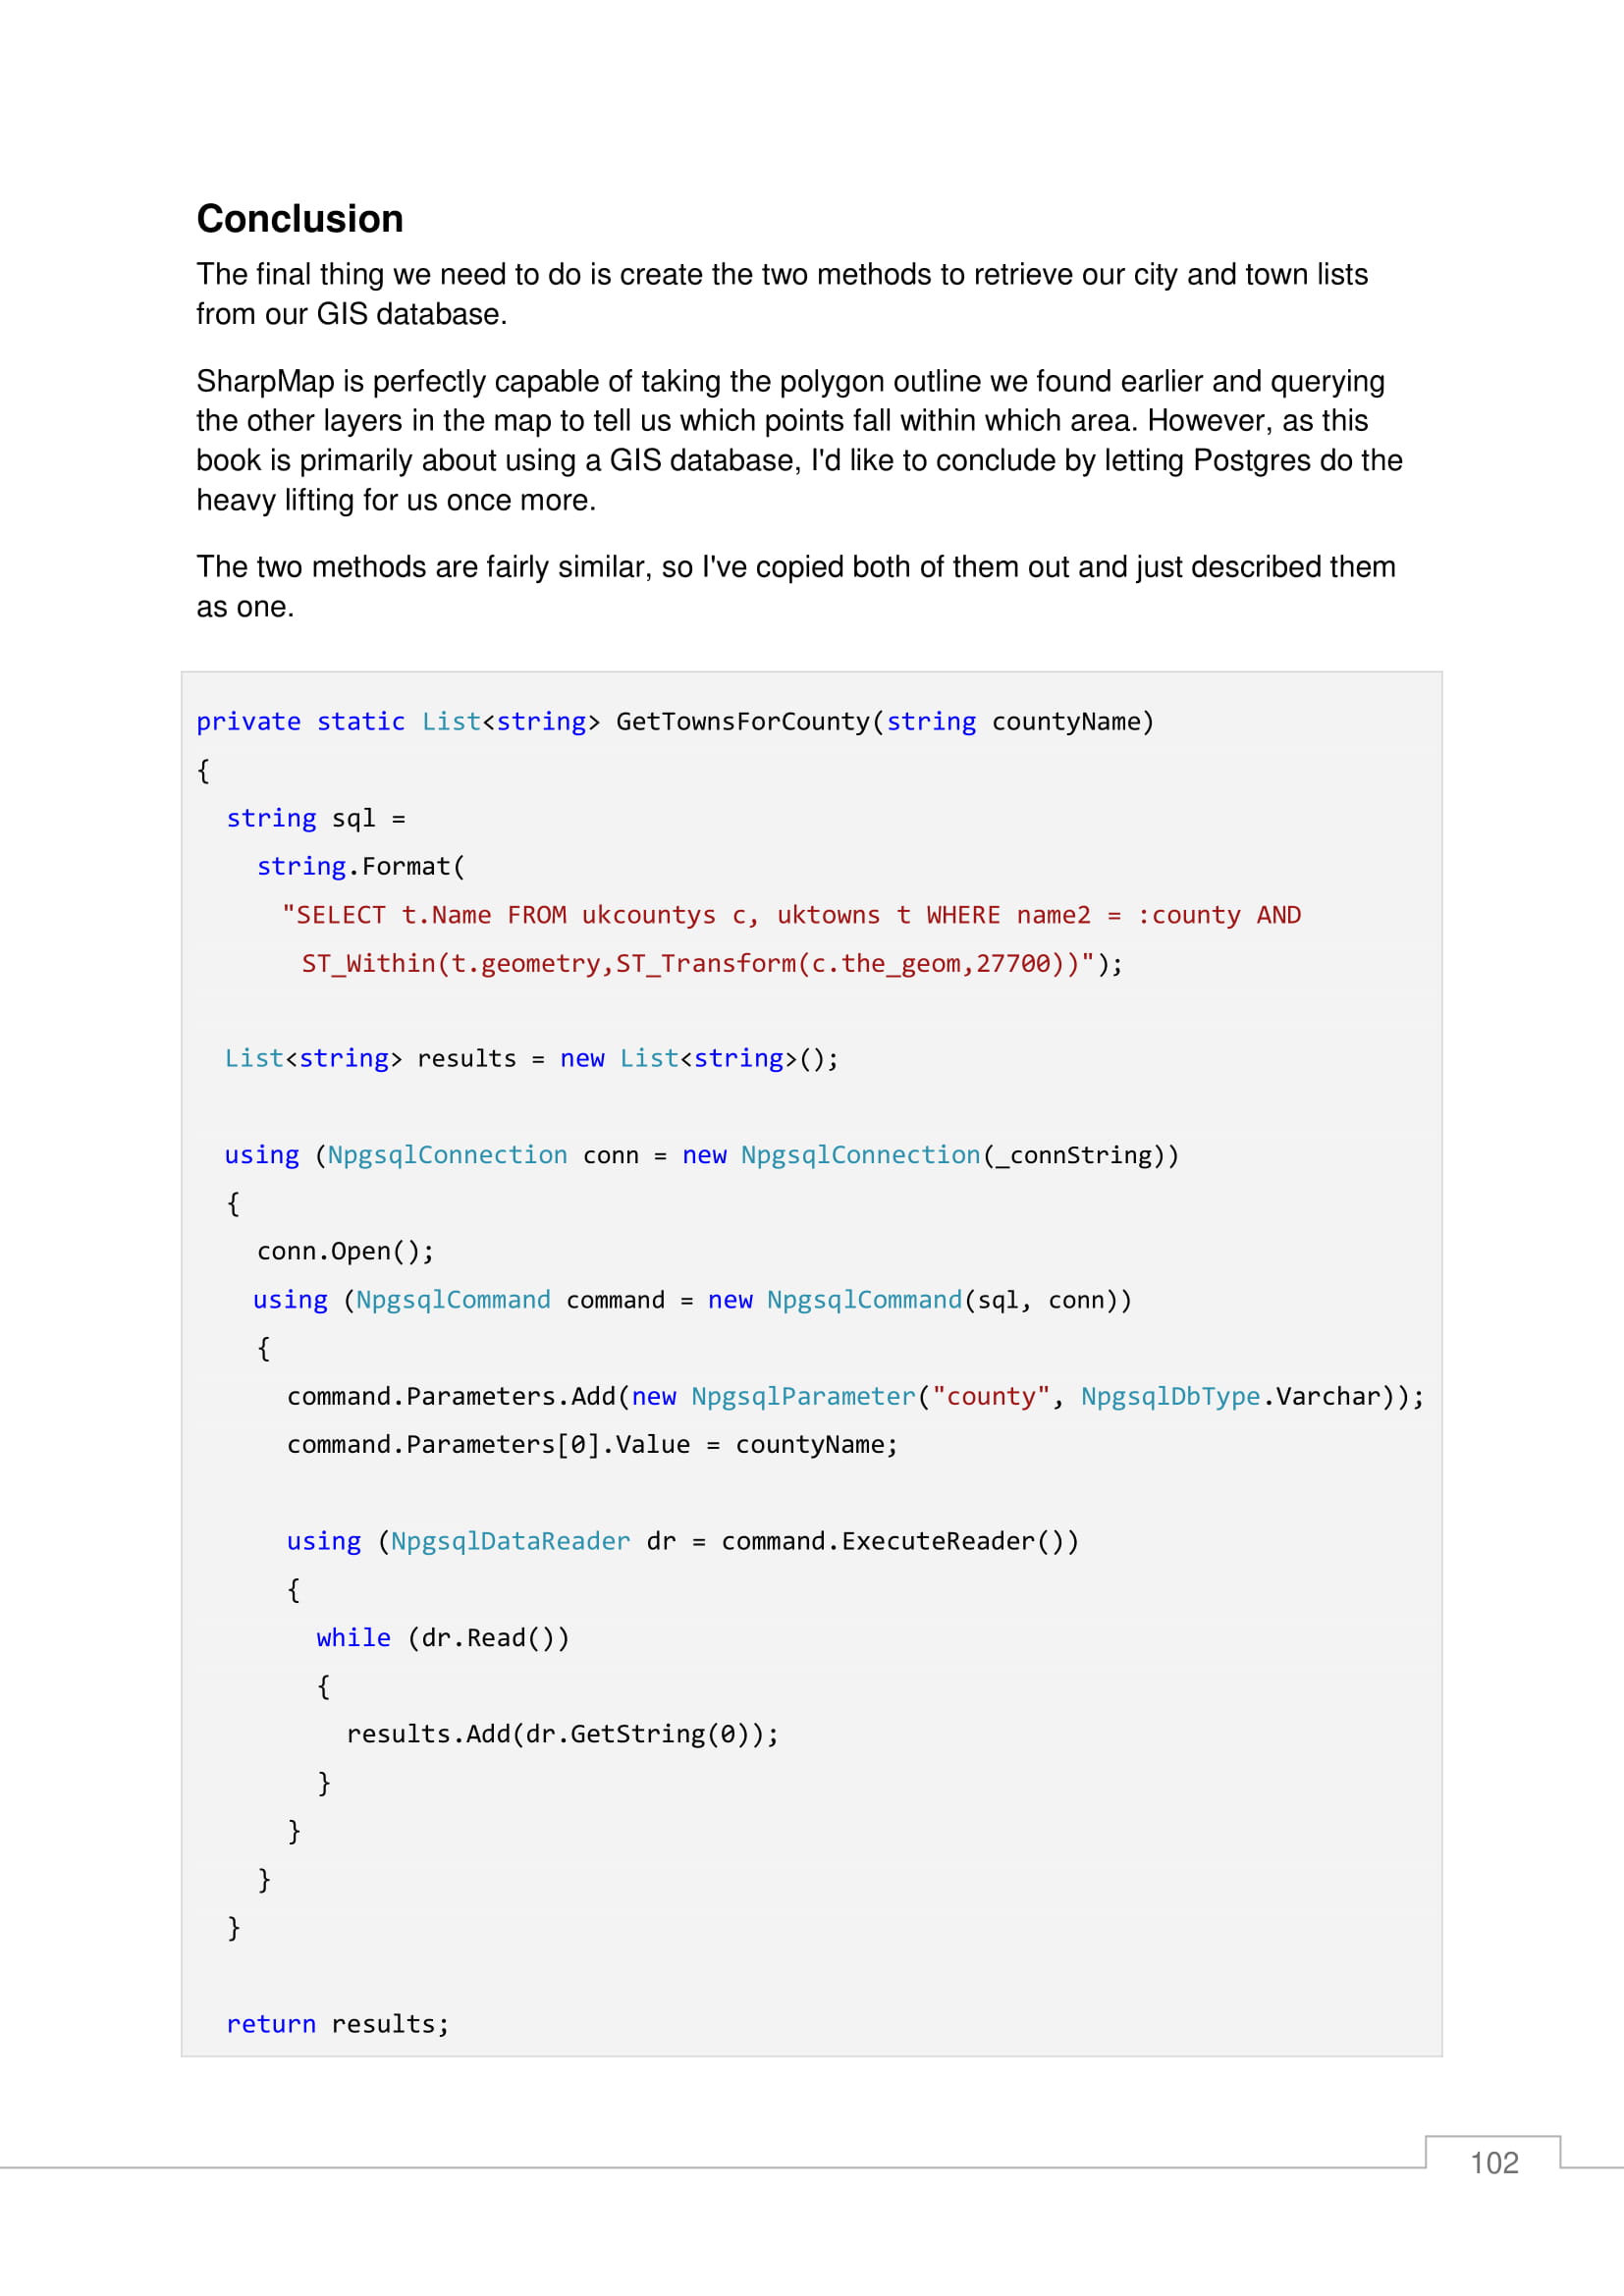 Conclusion
The final thing we need to do is create the two methods to retrieve our city and town lists
from our GIS database.
SharpMap is perfectly capable of taking the polygon outline we found earlier and querying
the other layers in the map to tell us which points fall within which area. However, as this
book is primarily about using a GIS database, I'd like to conclude by letting Postgres do the
heavy lifting for us once more.
The two methods are fairly similar, so I've copied both of them out and just described them
as one.
private static List<string> GetTownsForCounty(string countyName)
{
  string sql =
    string.Format(
      "SELECT t.Name FROM ukcountys c, uktowns t WHERE name2 = :county AND
       ST_Within(t.geometry,ST_Transform(c.the_geom,27700))");
  List<string> results = new List<string>();
  using (NpgsqlConnection conn = new NpgsqlConnection(_connString))
  {
    conn.Open();
    using (NpgsqlCommand command = new NpgsqlCommand(sql, conn))
    {
      command.Parameters.Add(new NpgsqlParameter("county", NpgsqlDbType.Varchar));
      command.Parameters[0].Value = countyName;
      using (NpgsqlDataReader dr = command.ExecuteReader())
      {
        while (dr.Read())
        {
          results.Add(dr.GetString(0));
        }
      }
    }
  }
  return results;
102